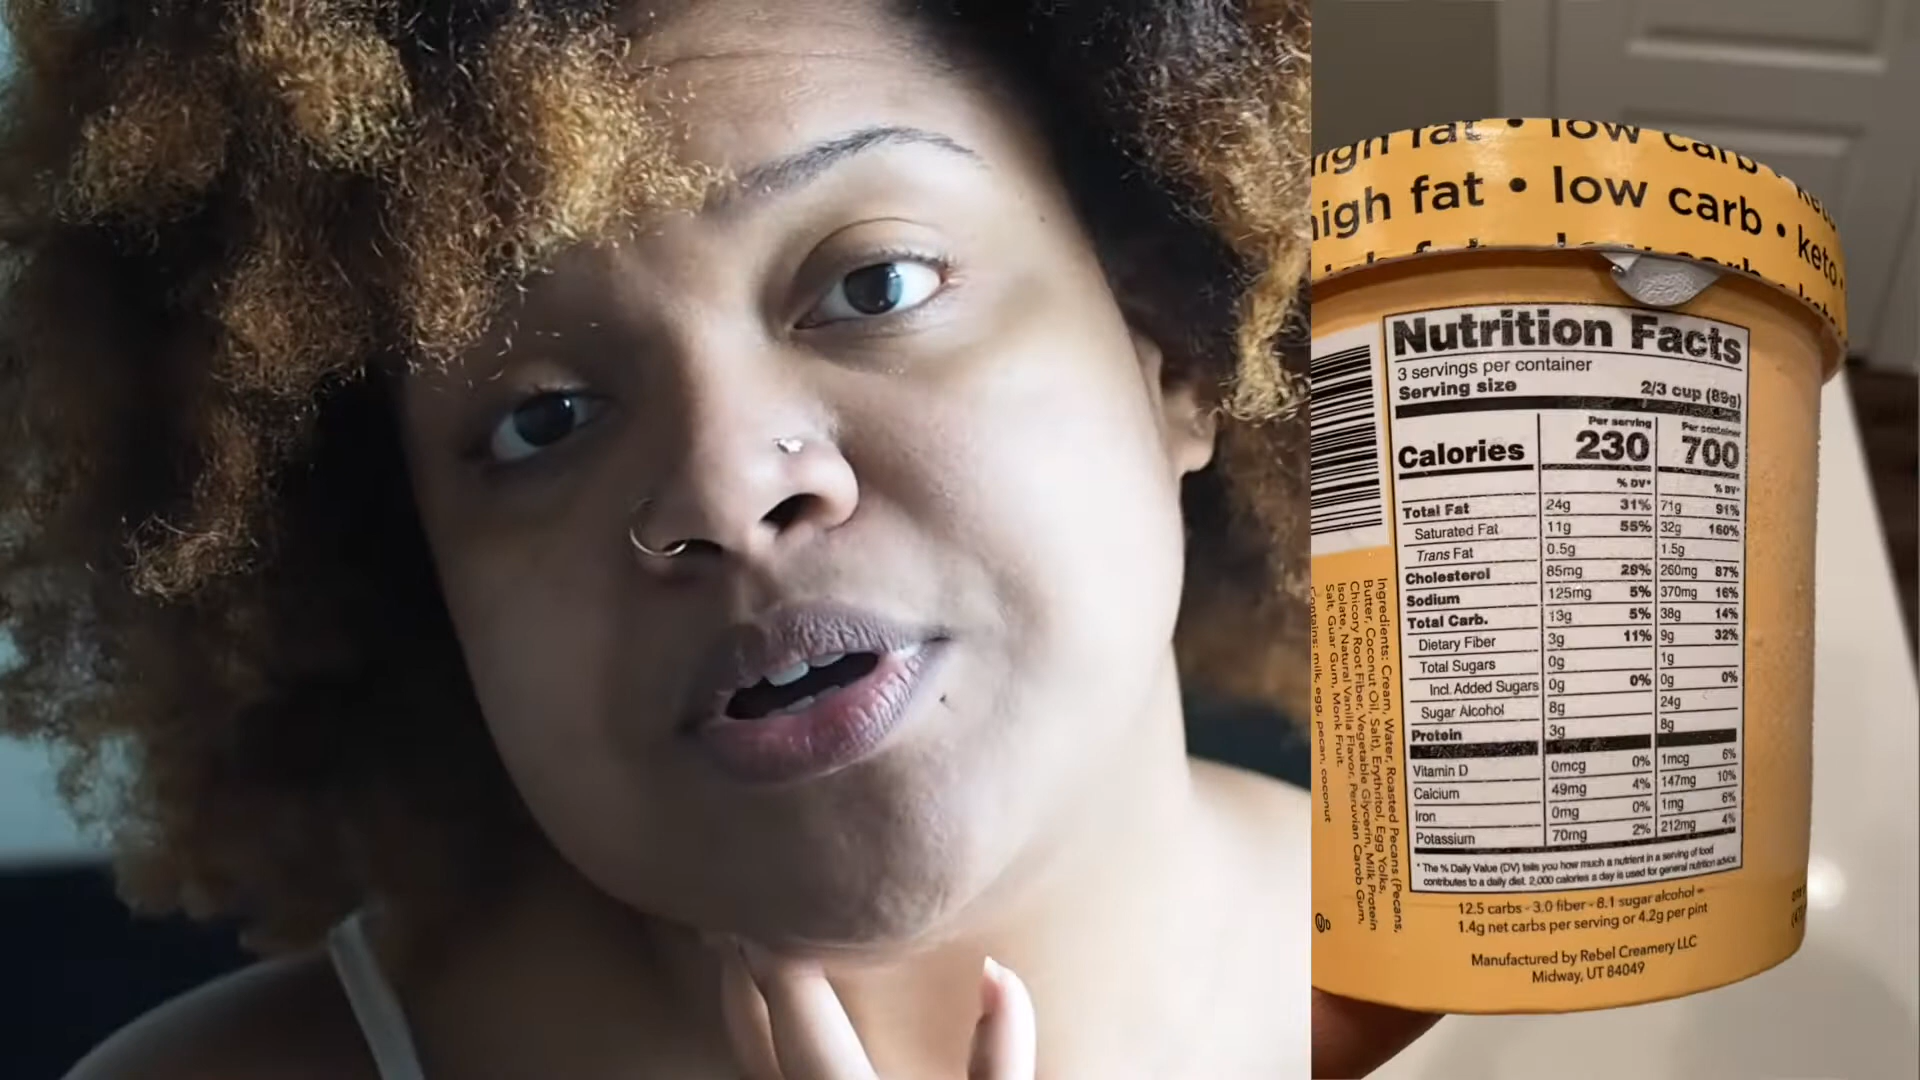 high fat • low carb
high fat • low carb • keto
Nutrition Facts
3 servings per container
Serving size 2/3 cup (89g)
Per serving Per container
Calories 230 700
% DV* % DV*
Total Fat 24g 31% 71g 91%
Saturated Fat 11g 55% 32g 160%
Trans Fat 0.5g 1.5g
Cholesterol 85mg 28% 260mg 87%
Sodium 125mg 5% 370mg 16%
Total Carb. 13g 5% 38g 14%
Dietary Fiber 3g 11% 9g 32%
Total Sugars 0g 1g
Incl. Added Sugars 0g 0% 0g 0%
Sugar Alcohol 8g 24g
Protein 3g 8g
Vitamin D 0mcg 0% 1mcg 6%
Calcium 49mg 4% 147mg 10%
Iron 0mg 0% 1mg 6%
Potassium 70mg 2% 212mg 4%
* The % Daily Value (DV) tells you how much a nutrient in a serving of food
contributes to a daily diet. 2,000 calories a day is used for general nutrition advice.
12.5 carbs - 3.0 fiber - 8.1 sugar alcohol =
1.4g net carbs per serving or 4.2g per pint
Manufactured by Rebel Creamery LLC
Midway, UT 84049
Ingredients: Cream, Water, Roasted Pecans (Pecans,
Butter, Coconut Oil, Salt), Erythritol, Egg Yolks,
Chicory Root Fiber, Vegetable Glycerin, Milk Protein
Isolate, Natural Vanilla Flavor, Peruvian Carob Gum,
Salt, Guar Gum, Monk Fruit.
Contains: milk, egg, pecan, coconut